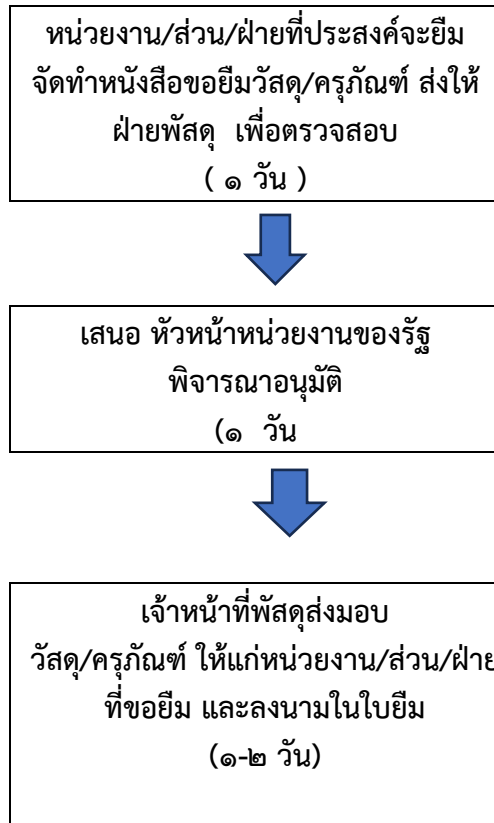 หน่วยงาน/ส่วน/ฝ่ายที่ประสงค์จะยืม
จัดทำหนังสือขอยืมวัสดุ/ครุภัณฑ์ ส่งให้
ฝ่ายพัสดุ เพื่อตรวจสอบ
( ๑ วัน )
เสนอ หัวหน้าหน่วยงานของรัฐ
พิจารณาอนุมัติ
(๑ วัน
เจ้าหน้าที่พัสดุส่งมอบ
วัสดุ/ครุภัณฑ์ ให้แก่หน่วยงาน/ส่วน/ฝ่าย
ที่ขอยืม และลงนามในใบยืม
(๑-๒ วัน)